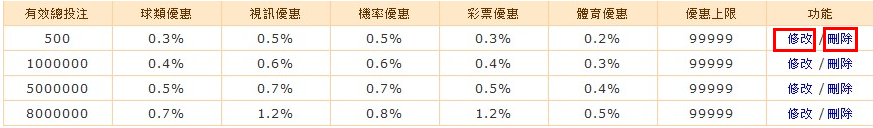 有效總投注 球類優惠 視訊優惠 機率優惠 彩票優惠 體育優惠 優惠上限 功能
500 0.3% 0.5% 0.5% 0.3% 0.2% 99999 修改 / 刪除
1000000 0.4% 0.6% 0.6% 0.4% 0.3% 99999 修改 / 刪除
5000000 0.5% 0.7% 0.7% 0.5% 0.4% 99999 修改 / 刪除
8000000 0.7% 1.2% 0.8% 1.2% 0.5% 99999 修改 / 刪除